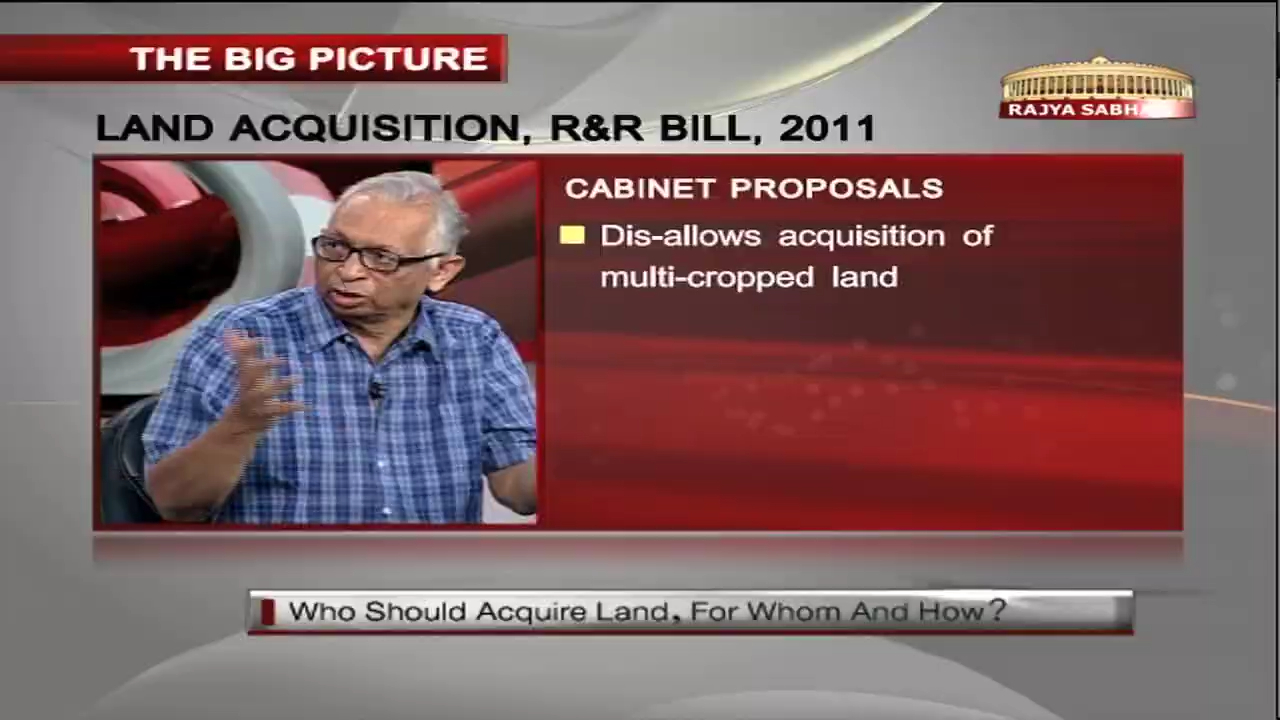 THE BIG PICTURE
RAJYA SABHA
LAND ACQUISITION, R&R BILL, 2011
CABINET PROPOSALS
Dis-allows acquisition of
multi-cropped land
Who Should Acquire Land, For Whom And How?